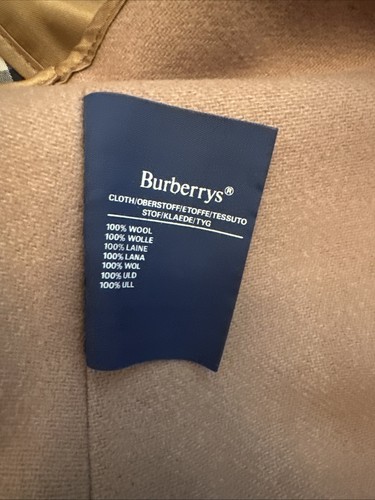 Burberrys®
CLOTH/OBERSTOFF/ETOFFE/TESSUTO
STOF/KLAEDE/TYG
100% WOOL
100% WOLLE
100% LAINE
100% LANA
100% WOL
100% ULD
100% ULL